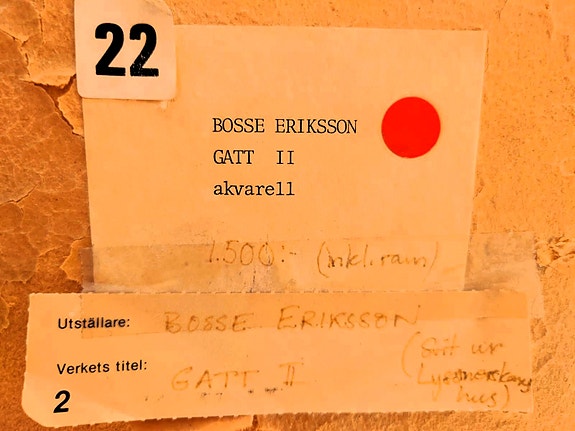 22
BOSSE ERIKSSON
GATT II
akvarell
1.500:- (inkl. ram)
Utställare: BOSSE ERIKSSON
Verkets titel: GATT II (Svit ur
hus)
2